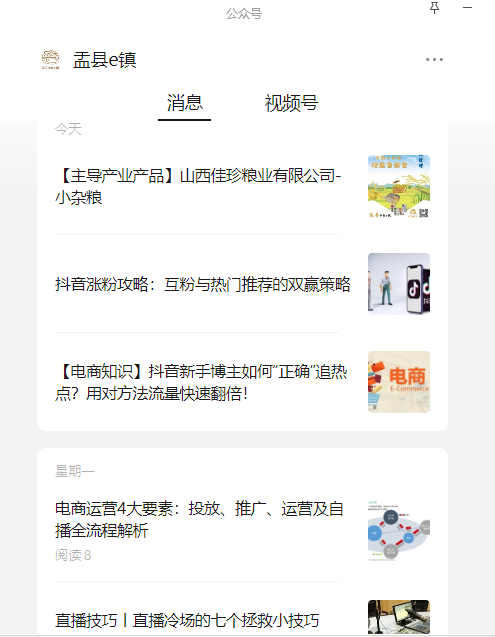 公众号
盂县e镇
消息
视频号
今天
【主导产业产品】山西佳珍粮业有限公司-
小杂粮
抖音涨粉攻略：互粉与热门推荐的双赢策略
【电商知识】抖音新手博主如何“正确”追热
点？用对方法流量快速翻倍！
电商
E-Commerce
星期一
电商运营4大要素：投放、推广、运营及自
播全流程解析
阅读 8
直播技巧丨直播冷场的七个拯救小技巧